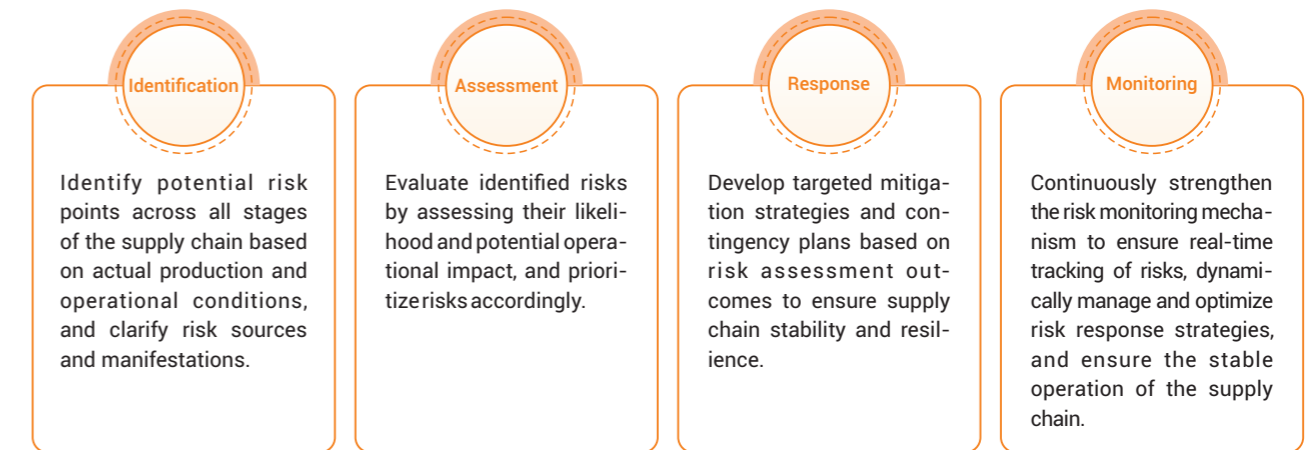 Identification
Identify potential risk
points across all stages
of the supply chain based
on actual production and
operational conditions,
and clarify risk sources
and manifestations.
Assessment
Evaluate identified risks
by assessing their likeli-
hood and potential opera-
tional impact, and priori-
tize risks accordingly.
Response
Develop targeted mitiga-
tion strategies and con-
tingency plans based on
risk assessment out-
comes to ensure supply
chain stability and resil-
ience.
Monitoring
Continuously strengthen
the risk monitoring mecha-
nism to ensure real-time
tracking of risks, dynami-
cally manage and optimize
risk response strategies,
and ensure the stable
operation of the supply
chain.